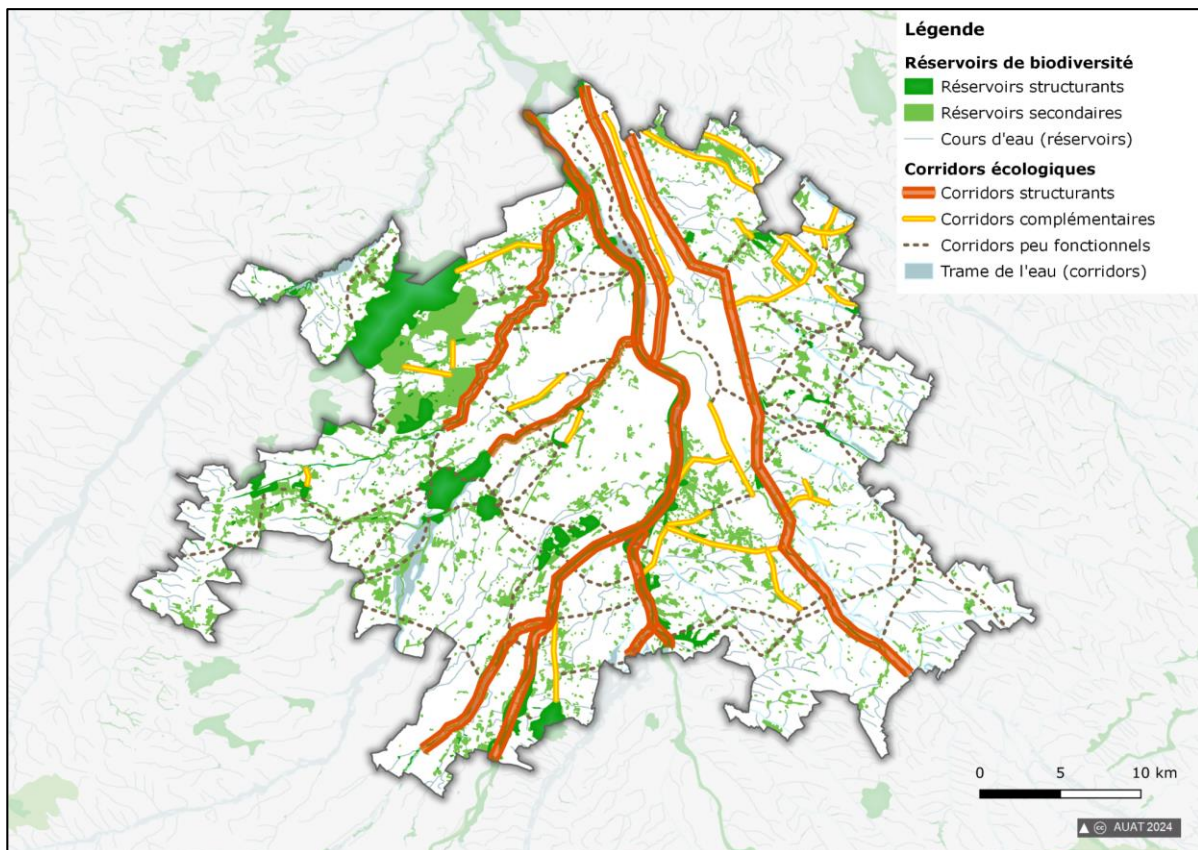 Légende
Réservoirs de biodiversité
Réservoirs structurants
Réservoirs secondaires
Cours d'eau (réservoirs)
Corridors écologiques
Corridors structurants
Corridors complémentaires
Corridors peu fonctionnels
Trame de l'eau (corridors)
0 5 10 km
cc AUAT 2024